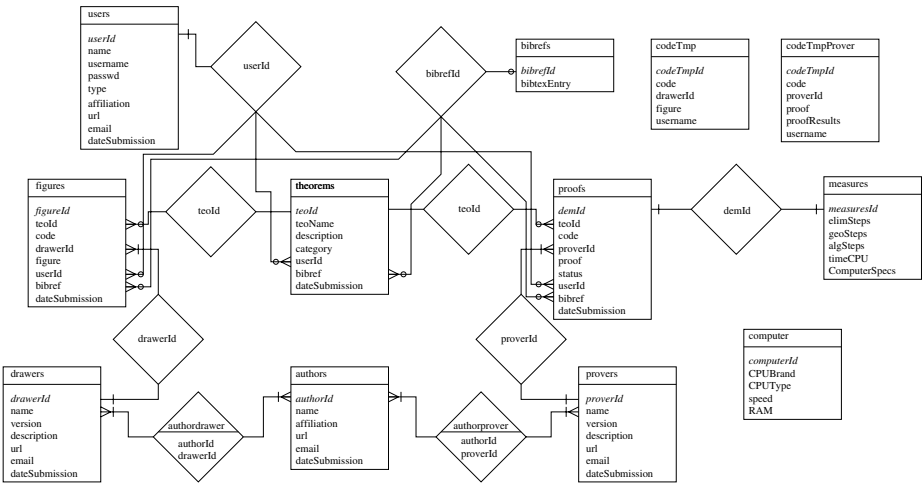 users
userId
name
username
passwd
type
affiliation
url
email
dateSubmission
userId
bibrefId
bibrefs
bibrefId
bibtexEntry
codeTmp
codeTmpId
code
drawerId
figure
username
codeTmpProver
codeTmpId
code
proverId
proof
proofResults
username
figures
figureId
teoId
code
drawerId
figure
userId
bibref
dateSubmission
teoId
theorems
teoId
teoName
description
category
userId
bibref
dateSubmission
teoId
proofs
demId
teoId
code
proverId
proof
status
userId
bibref
dateSubmission
demId
measures
measuresId
elimSteps
geoSteps
algSteps
timeCPU
ComputerSpecs
drawerId
proverId
computer
computerId
CPUBrand
CPUType
speed
RAM
drawers
drawerId
name
version
description
url
email
dateSubmission
authordrawer
authorId
drawerId
authors
authorId
name
affiliation
url
email
dateSubmission
authorprover
authorId
proverId
provers
proverId
name
version
description
url
email
dateSubmission